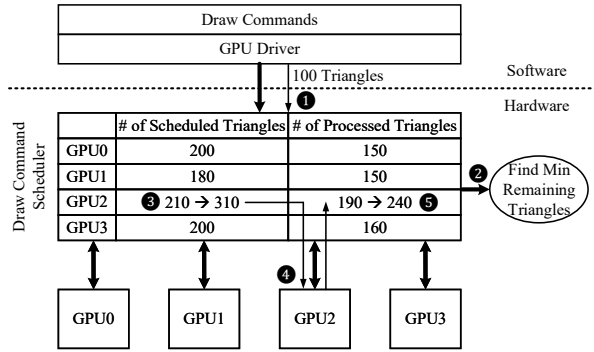 Draw Commands
GPU Driver
100 Triangles
Software
❶
Hardware
Draw Command
Scheduler
# of Scheduled Triangles # of Processed Triangles
GPU0 200 150
GPU1 180 150
❷
Find Min
Remaining
Triangles
GPU2 ❸ 210 → 310 190 → 240 ❺
GPU3 200 160
❹
GPU0 GPU1 GPU2 GPU3